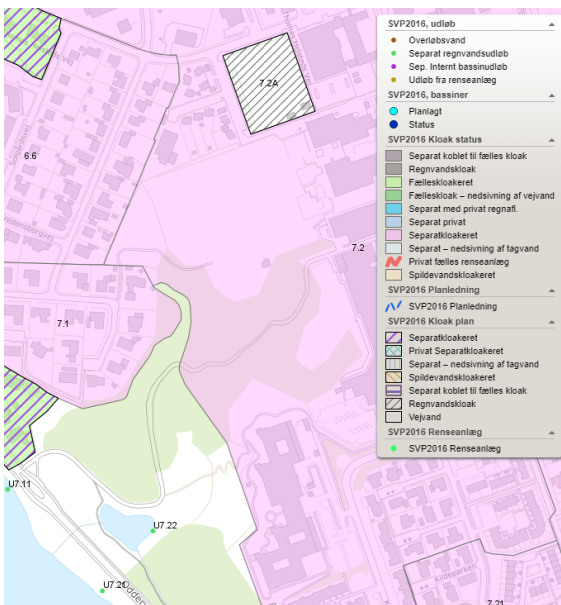 SVP2016, udløb
Overløbsvand
Separat regnvandsudløb
Sep. Internt bassinudløb
Udløb fra renseanlæg
SVP2016, bassiner
Planlagt
Status
SVP2016 Kloak status
Separat koblet til fælles kloak
Regnvandskloak
Fælleskloakeret
Fælleskloak – nedsivning af vejvand
Separat med privat regnafl.
Separat privat
Separatkloakeret
Separat – nedsivning af tagvand
Privat fælles renseanlæg
Spildevandskloakeret
SVP2016 Planledning
SVP2016 Planledning
SVP2016 Kloak plan
Separatkloakeret
Privat Separatkloakeret
Separat – nedsivning af tagvand
Spildevandskloakeret
Separat koblet til fælles kloak
Regnvandskloak
Vejvand
SVP2016 Renseanlæg
SVP2016 Renseanlæg
7.2A
6.6
7.2
7.1
U7.11
U7.22
U7.21
Odden
Kildeparken
7.21